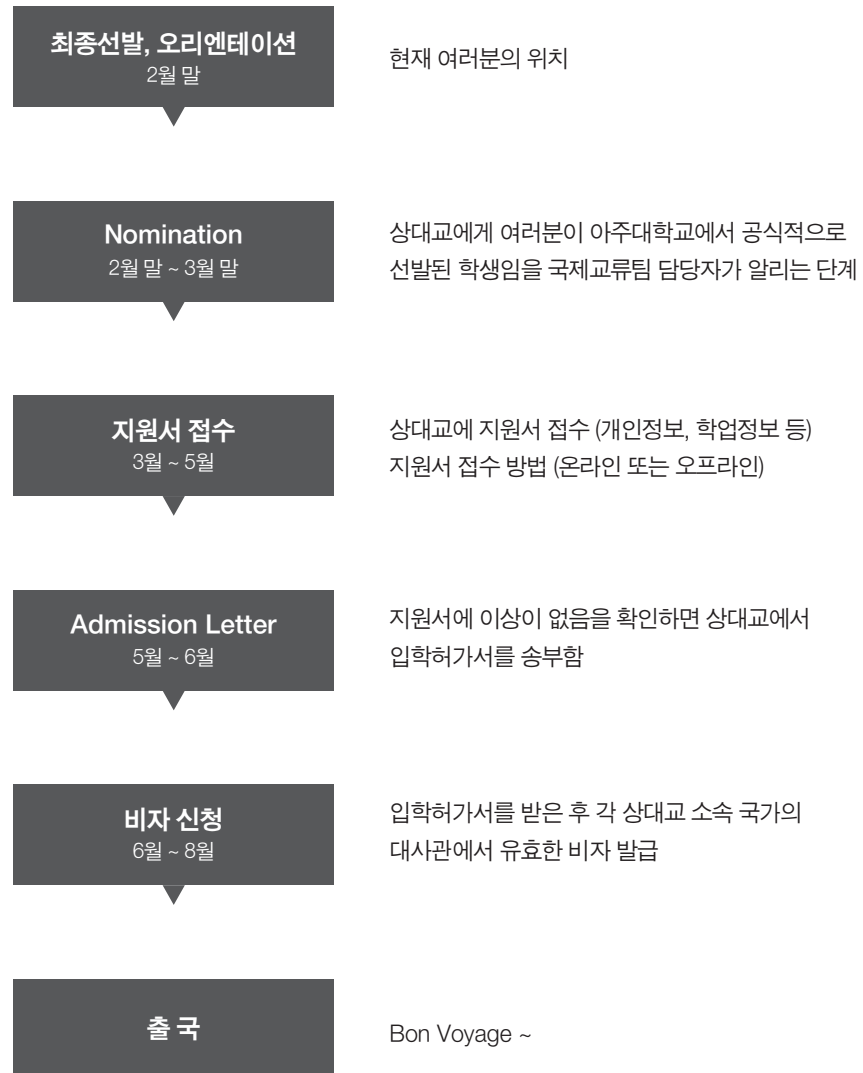 최종선발, 오리엔테이션
2월 말
현재 여러분의 위치
Nomination
2월 말 ~ 3월 말
상대교에게 여러분이 아주대학교에서 공식적으로
선발된 학생임을 국제교류팀 담당자가 알리는 단계
지원서 접수
3월 ~ 5월
상대교에 지원서 접수 (개인정보, 학업정보 등)
지원서 접수 방법 (온라인 또는 오프라인)
Admission Letter
5월 ~ 6월
지원서에 이상이 없음을 확인하면 상대교에서
입학허가서를 송부함
비자 신청
6월 ~ 8월
입학허가서를 받은 후 각 상대교 소속 국가의
대사관에서 유효한 비자 발급
출 국
Bon Voyage ~